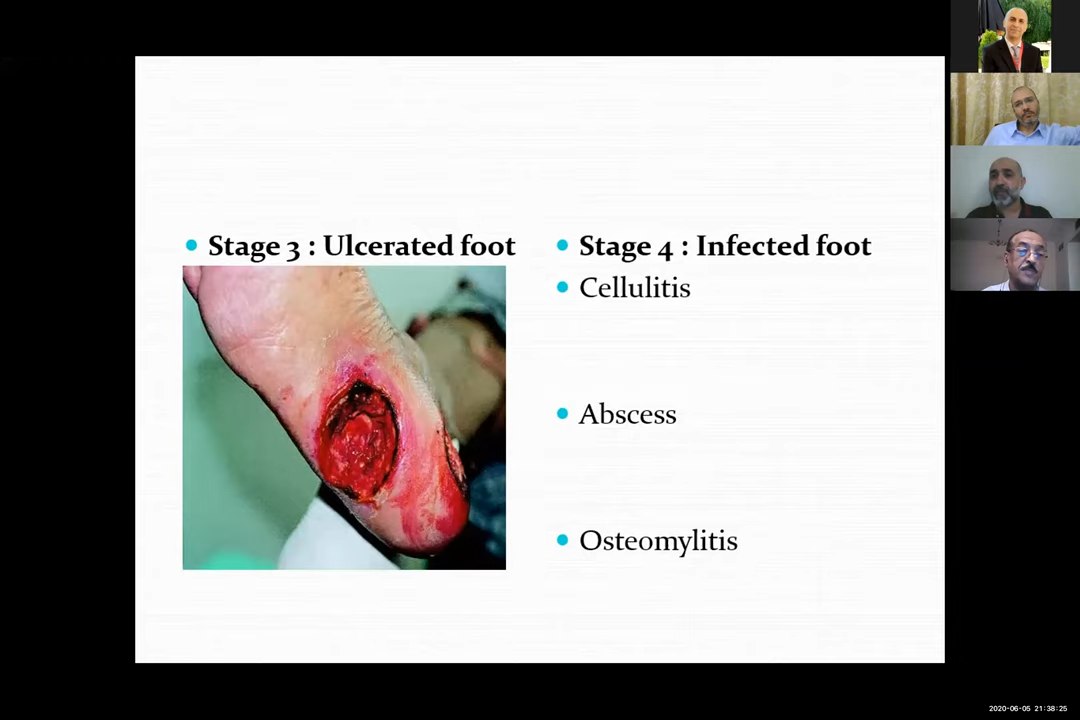 Stage 3 : Ulcerated foot
Stage 4 : Infected foot
Cellulitis
Abscess
Osteomylitis
2020-06-05 21:38:25